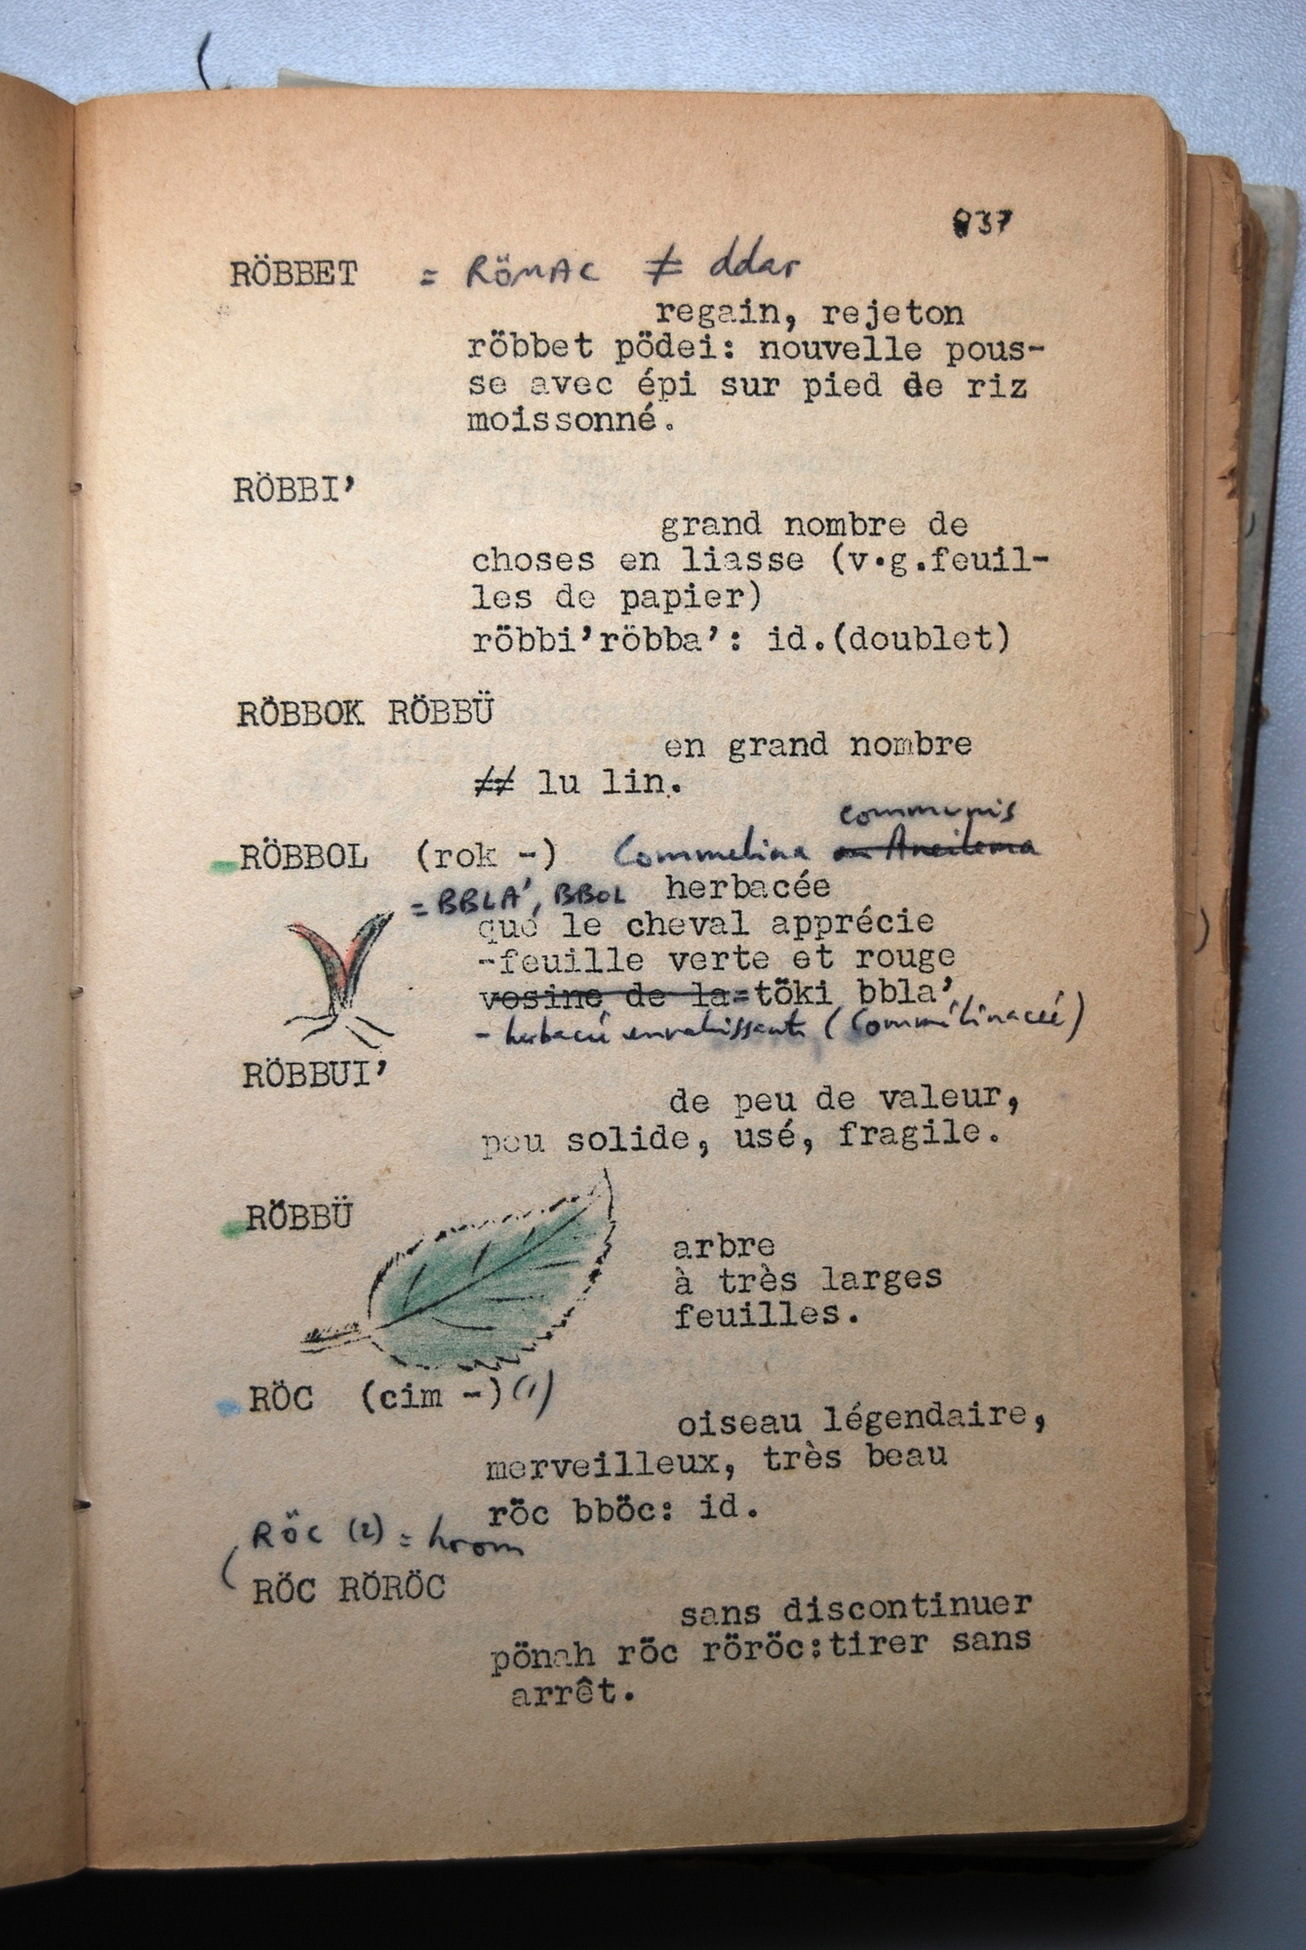 937
RÖBBET = RÖMAC ≠ ddar
regain, rejeton
röbbet pödei: nouvelle pous-
se avec épi sur pied de riz
moissonné.
RÖBBI’
grand nombre de
choses en liasse (v.g.feuil-
les de papier)
röbbi’röbba’: id.(doublet)
RÖBBOK RÖBBÜ
en grand nombre
≠≠ lu lin.
communis
RÖBBOL (rok -) Commelina ou Aneilema
= BBLA’, BBOL herbacée
que le cheval apprécie
-feuille verte et rouge
vosine de la=töki bbla’
- herbacée envahissante (Commélinacée)
RÖBBUI’
de peu de valeur,
peu solide, usé, fragile.
RÖBBÜ
arbre
à très larges
feuilles.
RÖC (cim -)(1)
oiseau légendaire,
merveilleux, très beau
röc bböc: id.
RÖC (2) = hrom
RÖC RÖRÖC
sans discontinuer
pönah röc röröc:tirer sans
arrêt.